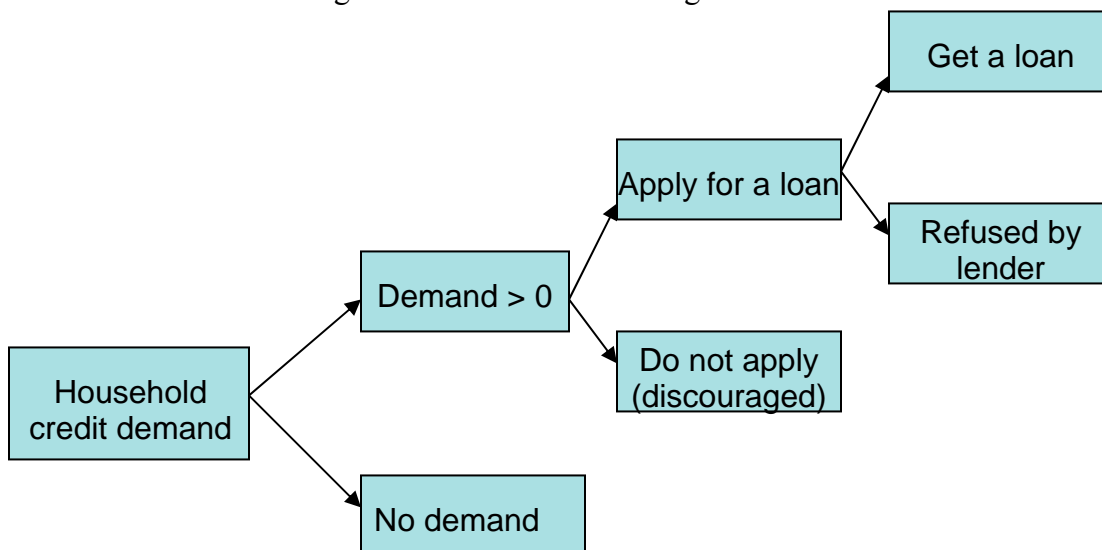 Get a loan
Apply for a loan
Refused by
lender
Demand > 0
Do not apply
(discouraged)
Household
credit demand
No demand